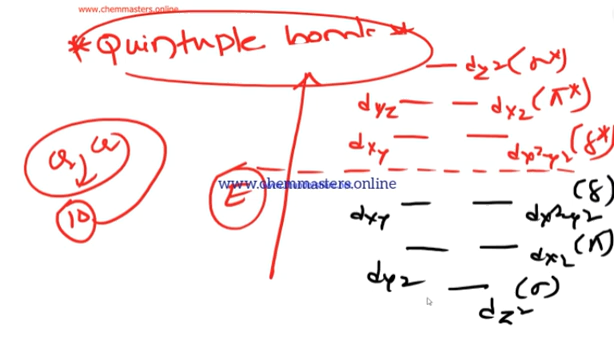 www.chemmasters.online
*Quintuple bond*
dz2(σ*)
dyz dxz(π*)
dxy dx2-y2(δ*)
www.chemmasters.online
E
10
dxy dx2-y2(δ)
dyz dxz(π)
dz2(σ)